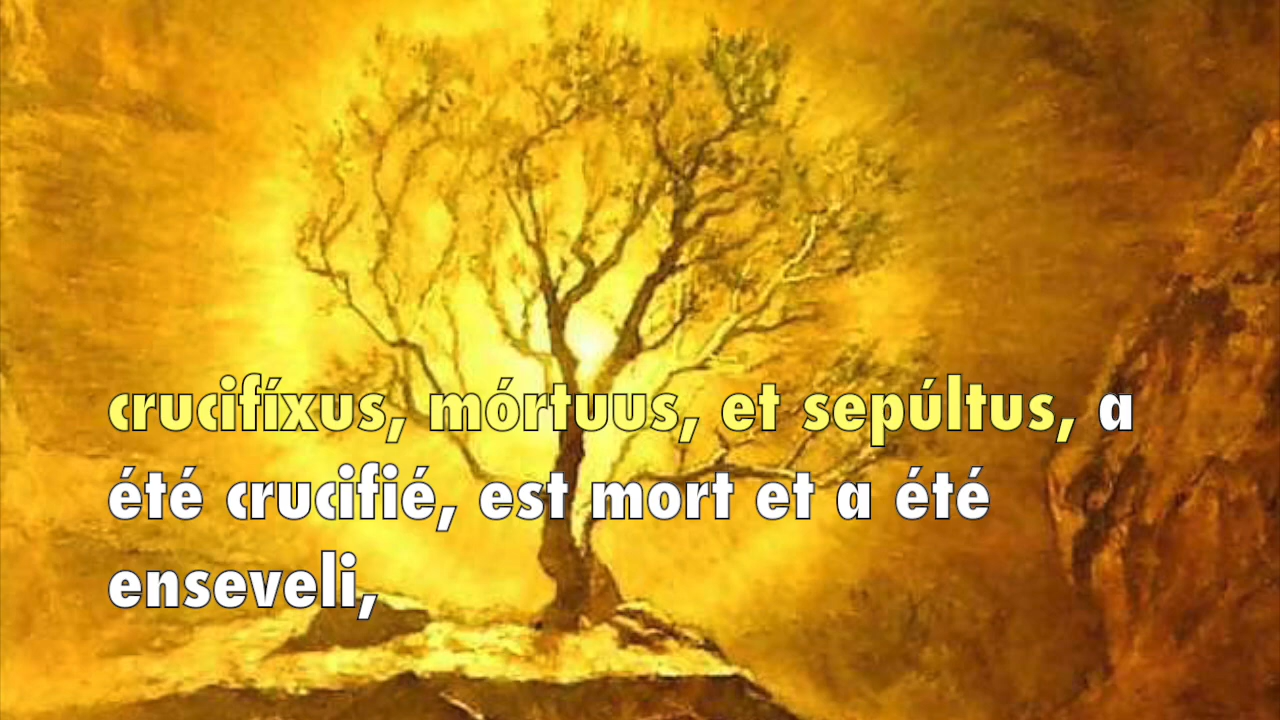 crucifíxus, mórtuus, et sepúltus, a
été crucifié, est mort et a été
enseveli,